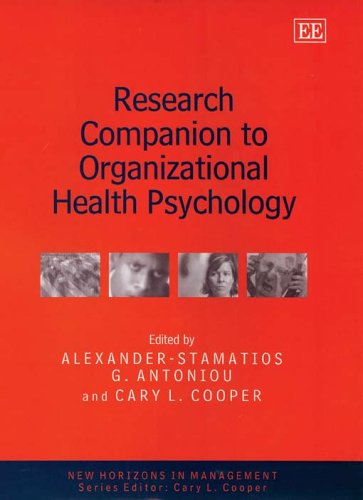 EE
Research
Companion to
Organizational
Health Psychology
Edited by
ALEXANDER-STAMATIOS
G. ANTONIOU
and CARY L. COOPER
NEW HORIZONS IN MANAGEMENT
Series Editor: Cary L. Cooper